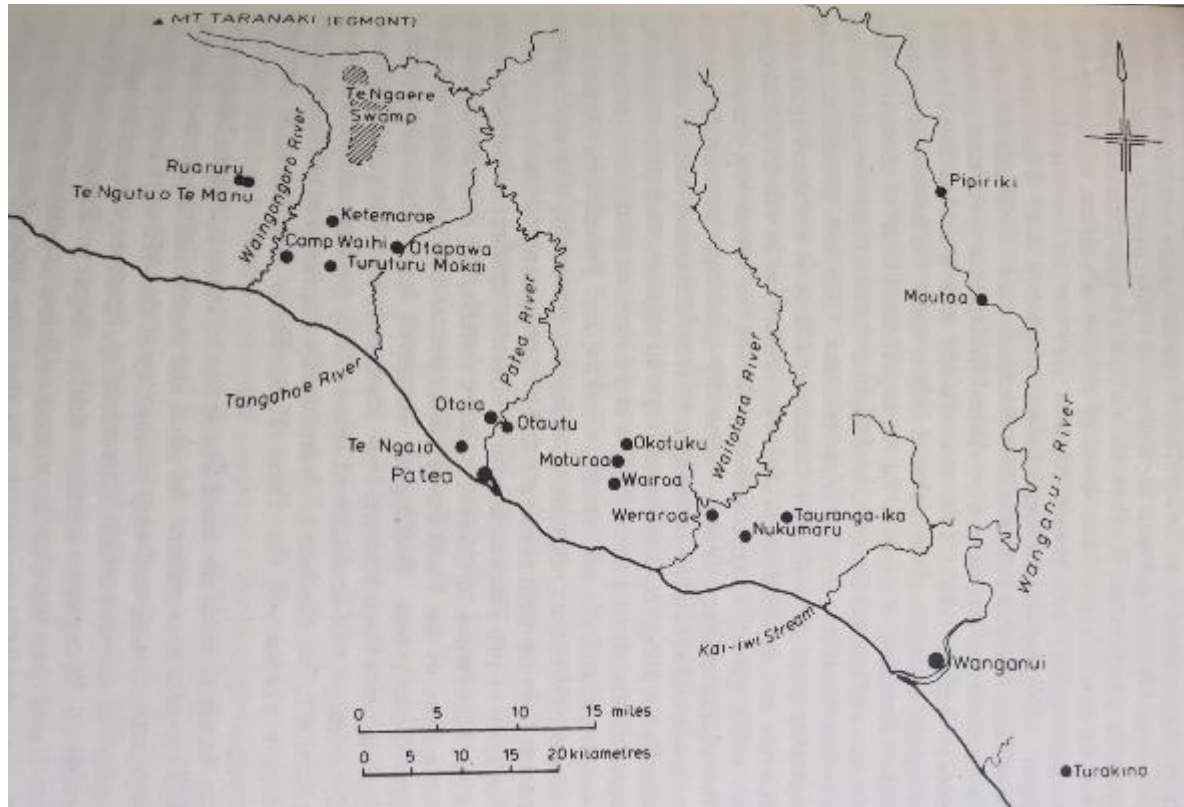 MT TARANAKI (EGMONT)
Te Ngaere
Swamp
Waingongoro River
Ruaruru
Te Ngutu o Te Manu
Ketemarae
Camp Waihi
Otapawa
Turuturu Mokai
Pipiriki
Moutoa
Patea River
Tangahoe River
Waitotara River
Wanganui River
Otoia
Otautu
Te Ngaio
Patea
Okotuku
Moturoa
Wairoa
Weraroa
Tauranga-ika
Nukumaru
Kai-iwi Stream
Wanganui
0 5 10 15 miles
0 5 10 15 20 kilometres
Turakina